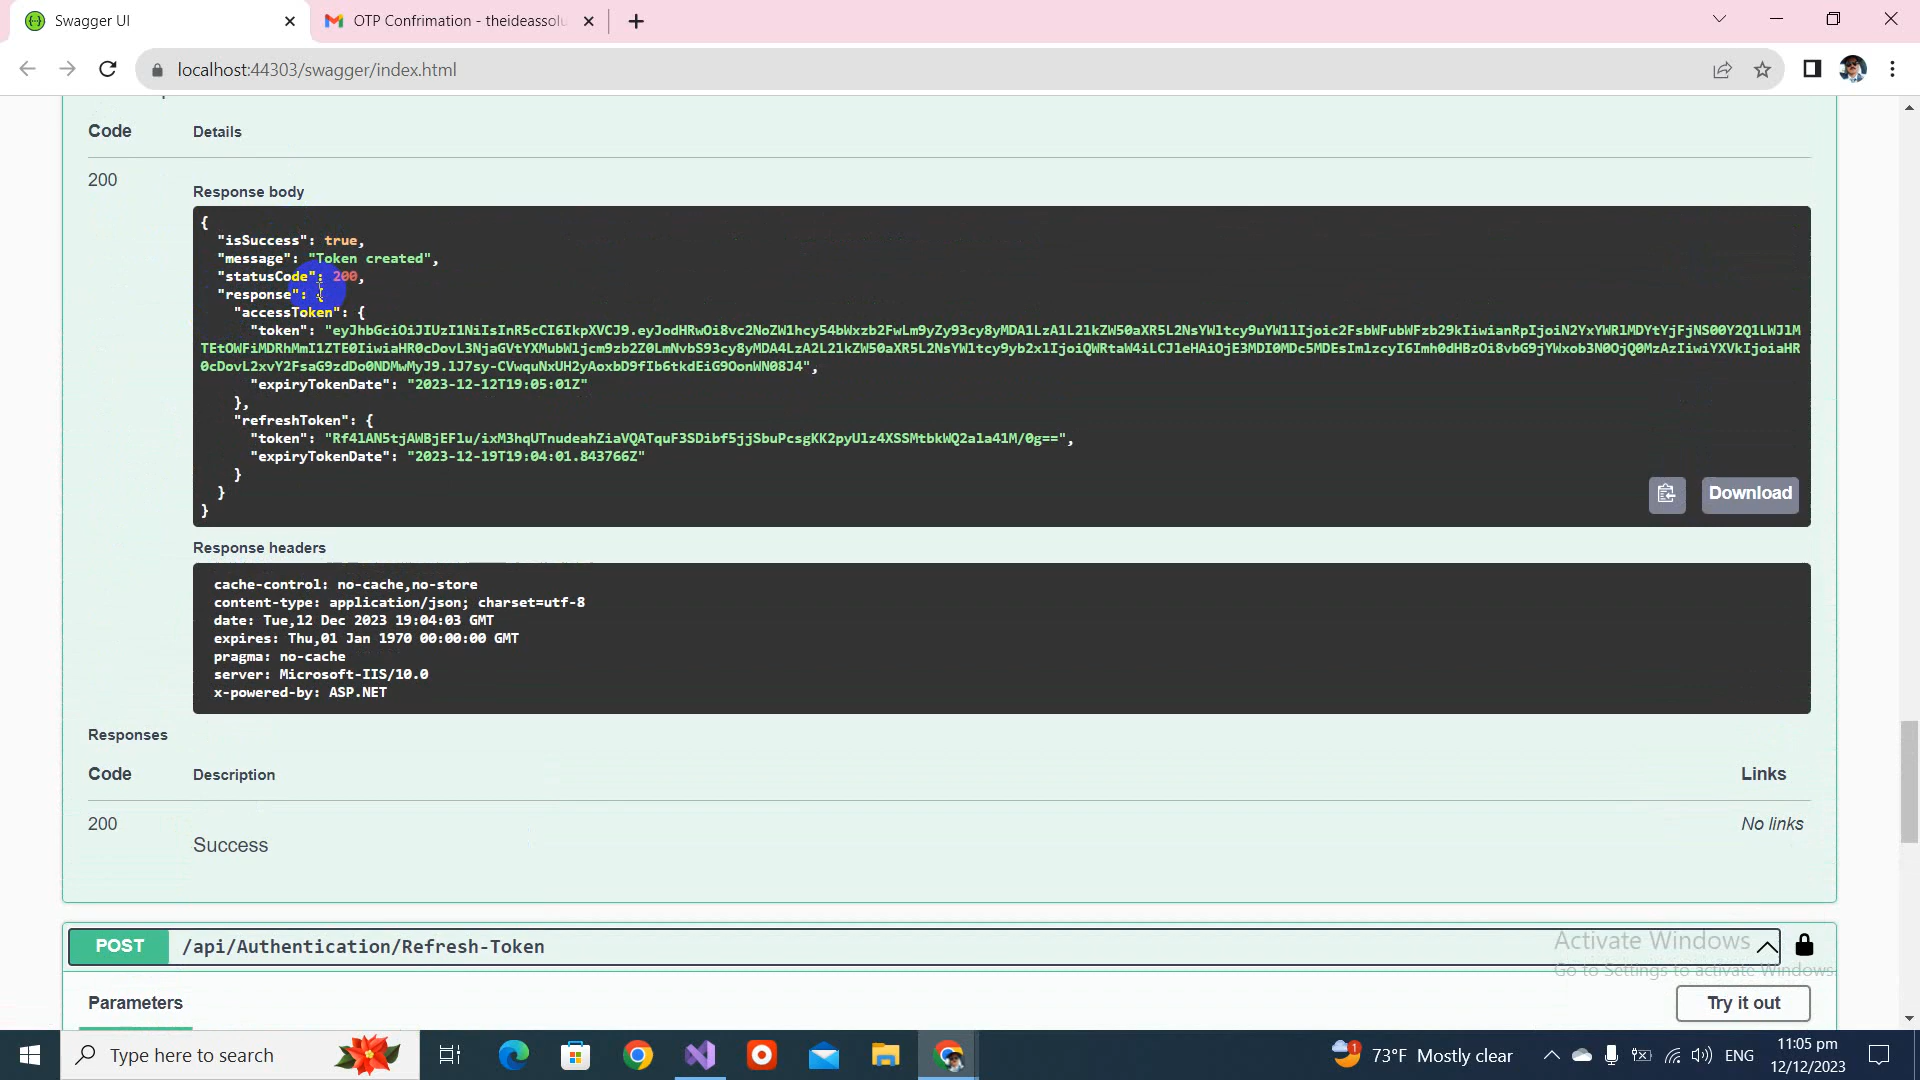 Swagger UI
OTP Confrimation - theideassolu
localhost:44303/swagger/index.html
Code Details
200
Response body
{
"isSuccess": true,
"message": "Token created",
"statusCode": 200,
"response": {
"accessToken": {
"token": "eyJhbGciOiJIUzI1NiIsInR5cCI6IkpXVCJ9.
"expiryTokenDate": "2023-12-12T19:05:01Z"
},
"refreshToken": {
"token":
"expiryTokenDate": "2023-12-19T19:04:01.843766Z"
}
}
}
Download
Response headers
cache-control: no-cache,no-store
content-type: application/json; charset=utf-8
date: Tue,12 Dec 2023 19:04:03 GMT
expires: Thu,01 Jan 1970 00:00:00 GMT
pragma: no-cache
server: Microsoft-IIS/10.0
x-powered-by: ASP.NET
Responses
Code Description Links
200 Success No links
POST /api/Authentication/Refresh-Token
Activate Windows
Go to Settings to activate Windows.
Parameters Try it out
Type here to search
1 73°F Mostly clear
ENG
11:05 pm
12/12/2023